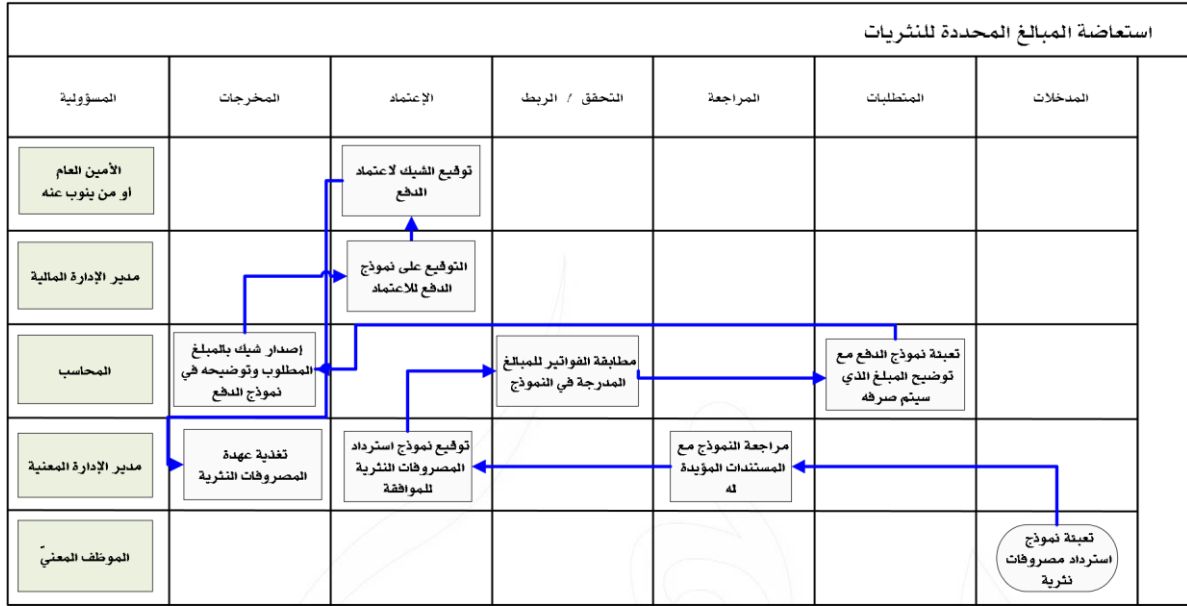 استعاضة المبالغ المحددة للنثريات
المدخلات
المتطلبات
المراجعة
التحقق / الربط
الإعتماد
المخرجات
المسؤولية
توقيع الشيك لاعتماد
الدفع
الأمين العام
او من ينوب عنه
التوقيع على نموذج
الدفع للاعتماد
مدير الإدارة المالية
تعبئة نموذج الدفع مع
توضيح المبلغ الذي
سيتم صرفه
مطابقة الفواتير للمبالغ
المدرجة في النموذج
إصدار شيك بالمبلغ
المطلوب وتوضيحه في
نموذج الدفع
المحاسب
مراجعة النموذج مع
المستندات المؤيدة
له
توقيع نموذج استرداد
المصروفات النثرية
للموافقة
تغذية عهدة
المصروفات النثرية
مدير الإدارة المعنية
تعبئة نموذج
استرداد مصروفات
نثرية
الموظف المعنيّ